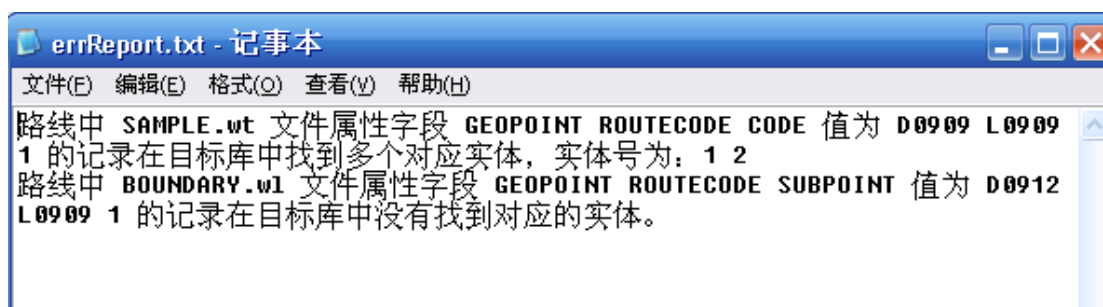 errReport.txt - 记事本
文件(F) 编辑(E) 格式(O) 查看(V) 帮助(H)
路线中 SAMPLE.wt 文件属性字段 GEOPOINT ROUTECODE CODE 值为 D0909 L0909
1 的记录在目标库中找到多个对应实体，实体号为：1 2
路线中 BOUNDARY.wl 文件属性字段 GEOPOINT ROUTECODE SUBPOINT 值为 D0912
L0909 1 的记录在目标库中没有找到对应的实体。